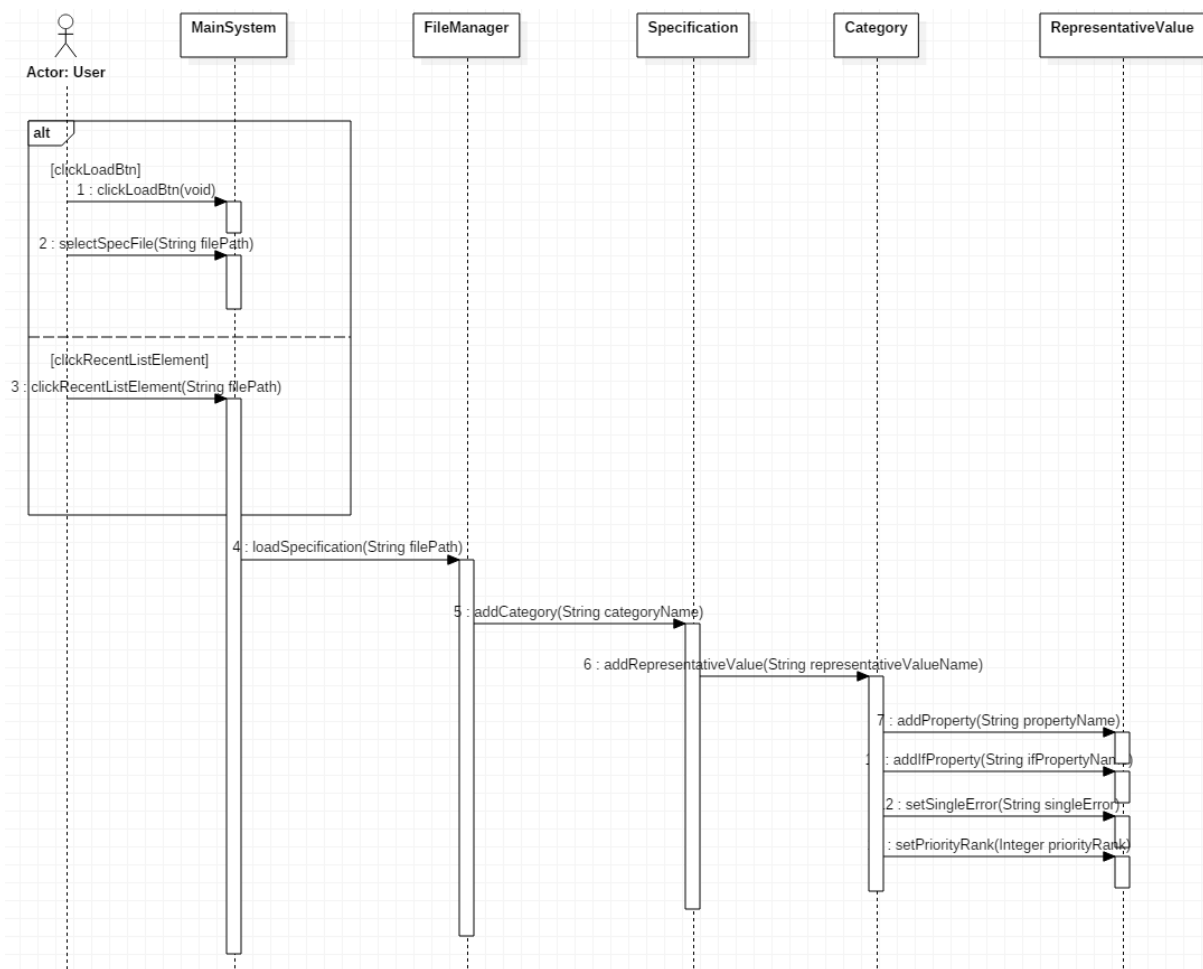 MainSystem
FileManager
Specification
Category
RepresentativeValue
Actor: User
alt
[clickLoadBtn]
1 : clickLoadBtn(void)
2 : selectSpecFile(String filePath)
[clickRecentListElement]
3 : clickRecentListElement(String filePath)
4 : loadSpecification(String filePath)
5 : addCategory(String categoryName)
6 : addRepresentativeValue(String representativeValueName)
7 : addProperty(String propertyName)
: addIfProperty(String ifPropertyName)
2 : setSingleError(String singleError)
: setPriorityRank(Integer priorityRank)